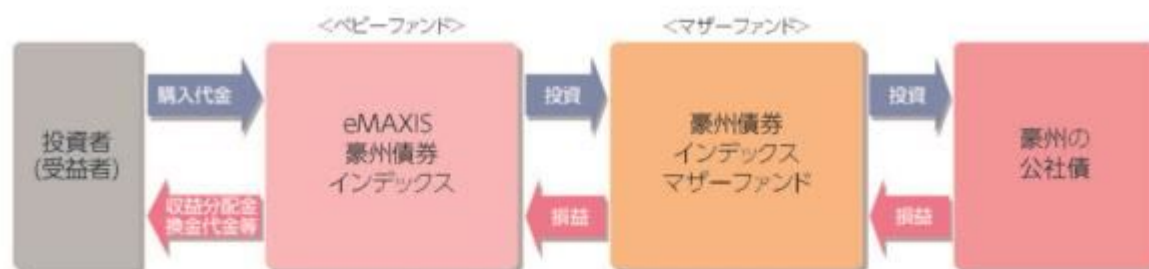 <ベビーファンド>
<マザーファンド>
投資者
(受益者)
購入代金
収益分配金
換金代金等
eMAXIS
豪州債券
インデックス
投資
損益
豪州債券
インデックス
マザーファンド
投資
損益
豪州の
公社債